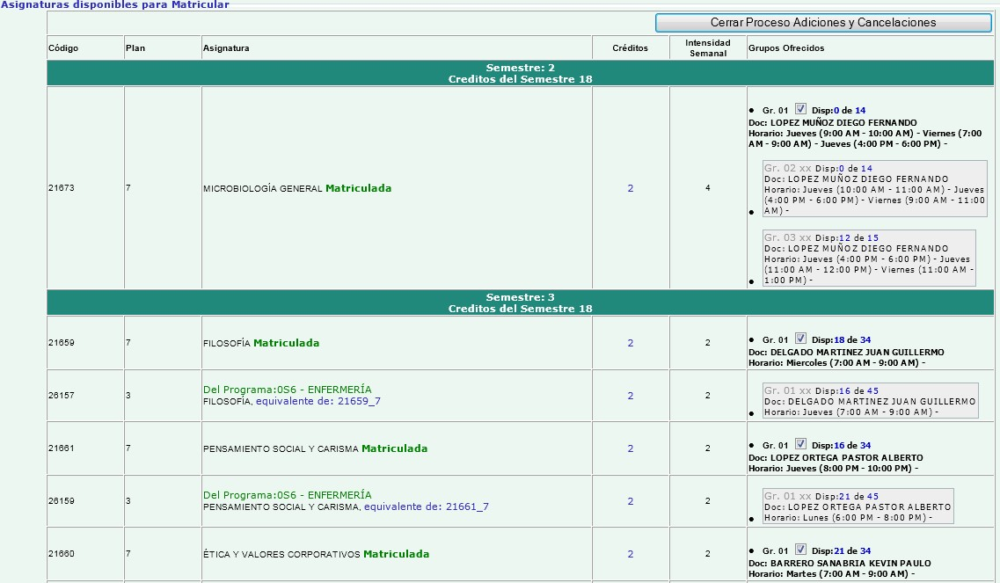 Asignaturas disponibles para Matricular
Cerrar Proceso Adiciones y Cancelaciones
Código Plan Asignatura Créditos Intensidad Semanal Grupos Ofrecidos
Semestre: 2
Creditos del Semestre 18
21673 7 MICROBIOLOGÍA GENERAL Matriculada 2 4
Gr. 01 Disp:0 de 14
Doc: LOPEZ MUÑOZ DIEGO FERNANDO
Horario: Jueves (9:00 AM - 10:00 AM) - Viernes (7:00
AM - 9:00 AM) - Jueves (4:00 PM - 6:00 PM) -
Gr. 02 xx Disp:0 de 14
Doc: LOPEZ MUÑOZ DIEGO FERNANDO
Horario: Jueves (10:00 AM - 11:00 AM) - Jueves
(4:00 PM - 6:00 PM) - Viernes (9:00 AM - 11:00
AM) -
Gr. 03 xx Disp:12 de 15
Doc: LOPEZ MUÑOZ DIEGO FERNANDO
Horario: Jueves (4:00 PM - 6:00 PM) - Jueves
(11:00 AM - 12:00 PM) - Viernes (11:00 AM -
1:00 PM) -
Semestre: 3
Creditos del Semestre 18
21659 7 FILOSOFÍA Matriculada 2 2
Gr. 01 Disp:18 de 34
Doc: DELGADO MARTINEZ JUAN GUILLERMO
Horario: Miercoles (7:00 AM - 9:00 AM) -
26157 3
Del Programa:0S6 - ENFERMERÍA
FILOSOFÍA, equivalente de: 21659_7
2 2
Gr. 01 xx Disp:16 de 45
Doc: DELGADO MARTINEZ JUAN GUILLERMO
Horario: Jueves (7:00 AM - 9:00 AM) -
21661 7 PENSAMIENTO SOCIAL Y CARISMA Matriculada 2 2
Gr. 01 Disp:16 de 34
Doc: LOPEZ ORTEGA PASTOR ALBERTO
Horario: Jueves (8:00 PM - 10:00 PM) -
26159 3
Del Programa:0S6 - ENFERMERÍA
PENSAMIENTO SOCIAL Y CARISMA, equivalente de: 21661_7
2 2
Gr. 01 xx Disp:21 de 45
Doc: LOPEZ ORTEGA PASTOR ALBERTO
Horario: Lunes (6:00 PM - 8:00 PM) -
21660 7 ÉTICA Y VALORES CORPORATIVOS Matriculada 2 2
Gr. 01 Disp:21 de 34
Doc: BARRERO SANABRIA KEVIN PAULO
Horario: Martes (7:00 AM - 9:00 AM) -